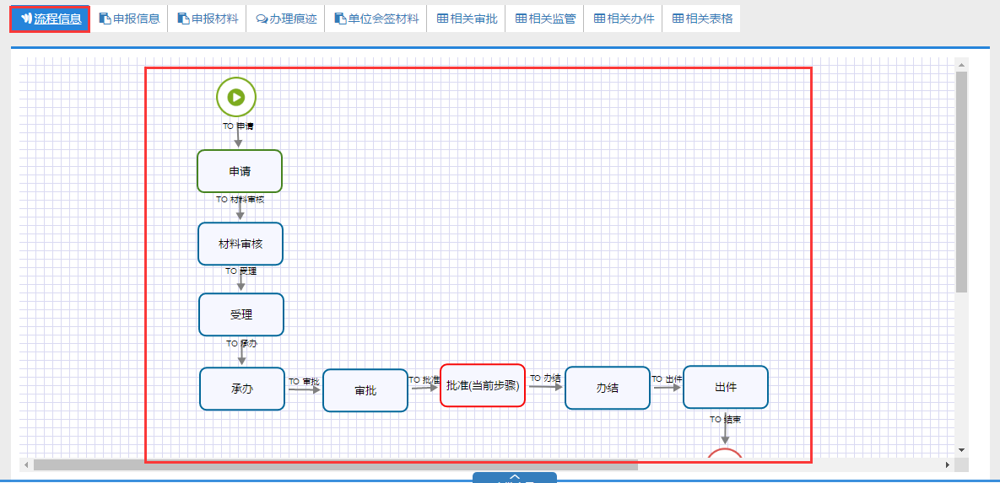 流程信息 申报信息 申报材料 办理痕迹 单位会签材料 相关审批 相关监管 相关办件 相关表格
TO 申请
申请
TO 材料审核
材料审核
TO 受理
受理
TO 承办
承办
TO 审批
审批
TO 批准
批准(当前步骤)
TO 办结
办结
TO 出件
出件
TO 结束